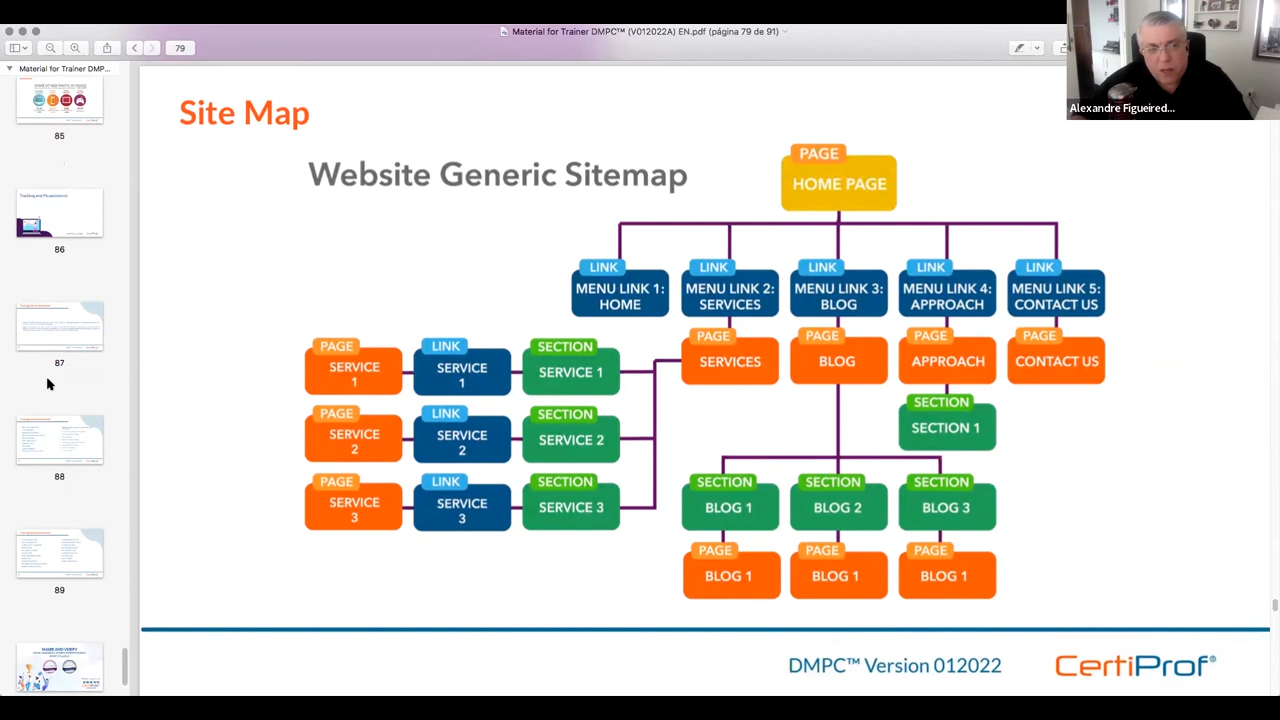 Material for Trainer DMPC™ (V012022A) EN.pdf (página 79 de 91)
79
Material for Trainer DMP...
85
86
87
88
89
Alexandre Figueired...
Site Map
Website Generic Sitemap
PAGE
HOME PAGE
LINK LINK LINK LINK LINK
MENU LINK 1: MENU LINK 2: MENU LINK 3: MENU LINK 4: MENU LINK 5:
HOME SERVICES BLOG APPROACH CONTACT US
PAGE PAGE PAGE PAGE
SERVICES BLOG APPROACH CONTACT US
PAGE LINK SECTION
SERVICE SERVICE SERVICE 1
1 1
SECTION
SECTION 1
PAGE LINK SECTION
SERVICE SERVICE SERVICE 2
2 2
PAGE LINK SECTION
SERVICE SERVICE SERVICE 3
3 3
SECTION SECTION SECTION
BLOG 1 BLOG 2 BLOG 3
PAGE PAGE PAGE
BLOG 1 BLOG 1 BLOG 1
SHARE AND VERIFY
DMPC™ Version 012022
CertiProf®